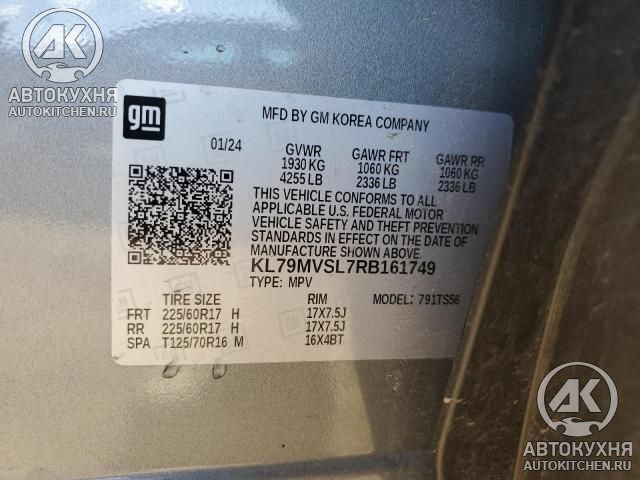 АВТОКУХНЯ
AUTOKITCHEN.RU
gm
MFD BY GM KOREA COMPANY
01/24
GVWR GAWR FRT GAWR RR
1930 KG 1060 KG 1060 KG
4255 LB 2336 LB 2336 LB
THIS VEHICLE CONFORMS TO ALL
APPLICABLE U.S. FEDERAL MOTOR
VEHICLE SAFETY AND THEFT PREVENTION
STANDARDS IN EFFECT ON THE DATE
OF MANUFACTURE SHOWN ABOVE.
KL79MVSL7RB161749
TYPE: MPV MODEL: 791TS56
TIRE SIZE RIM
FRT 225/60R17 H 17X7.5J
RR 225/60R17 H 17X7.5J
SPA T125/70R16 M 16X4BT
АВТОКУХНЯ
AUTOKITCHEN.RU